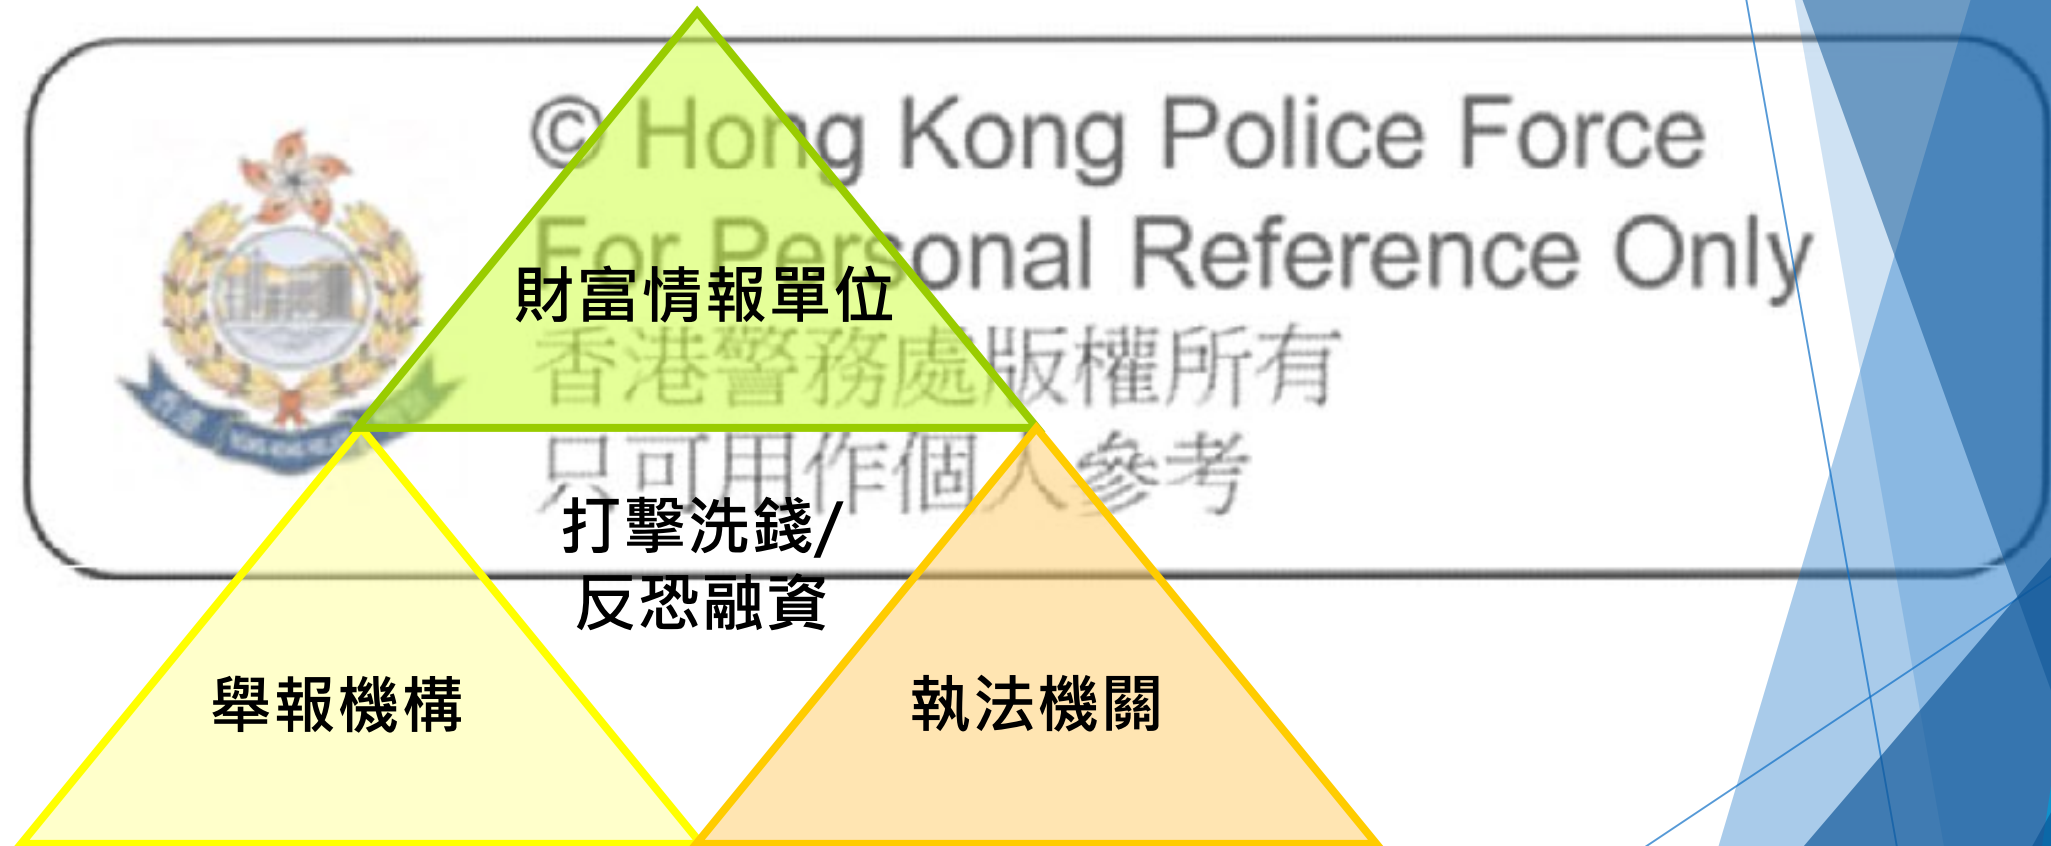 © Hong Kong Police Force
For Personal Reference Only
財富情報單位
香港警務處版權所有
只可用作個人參考
打擊洗錢/
反恐融資
舉報機構
執法機關